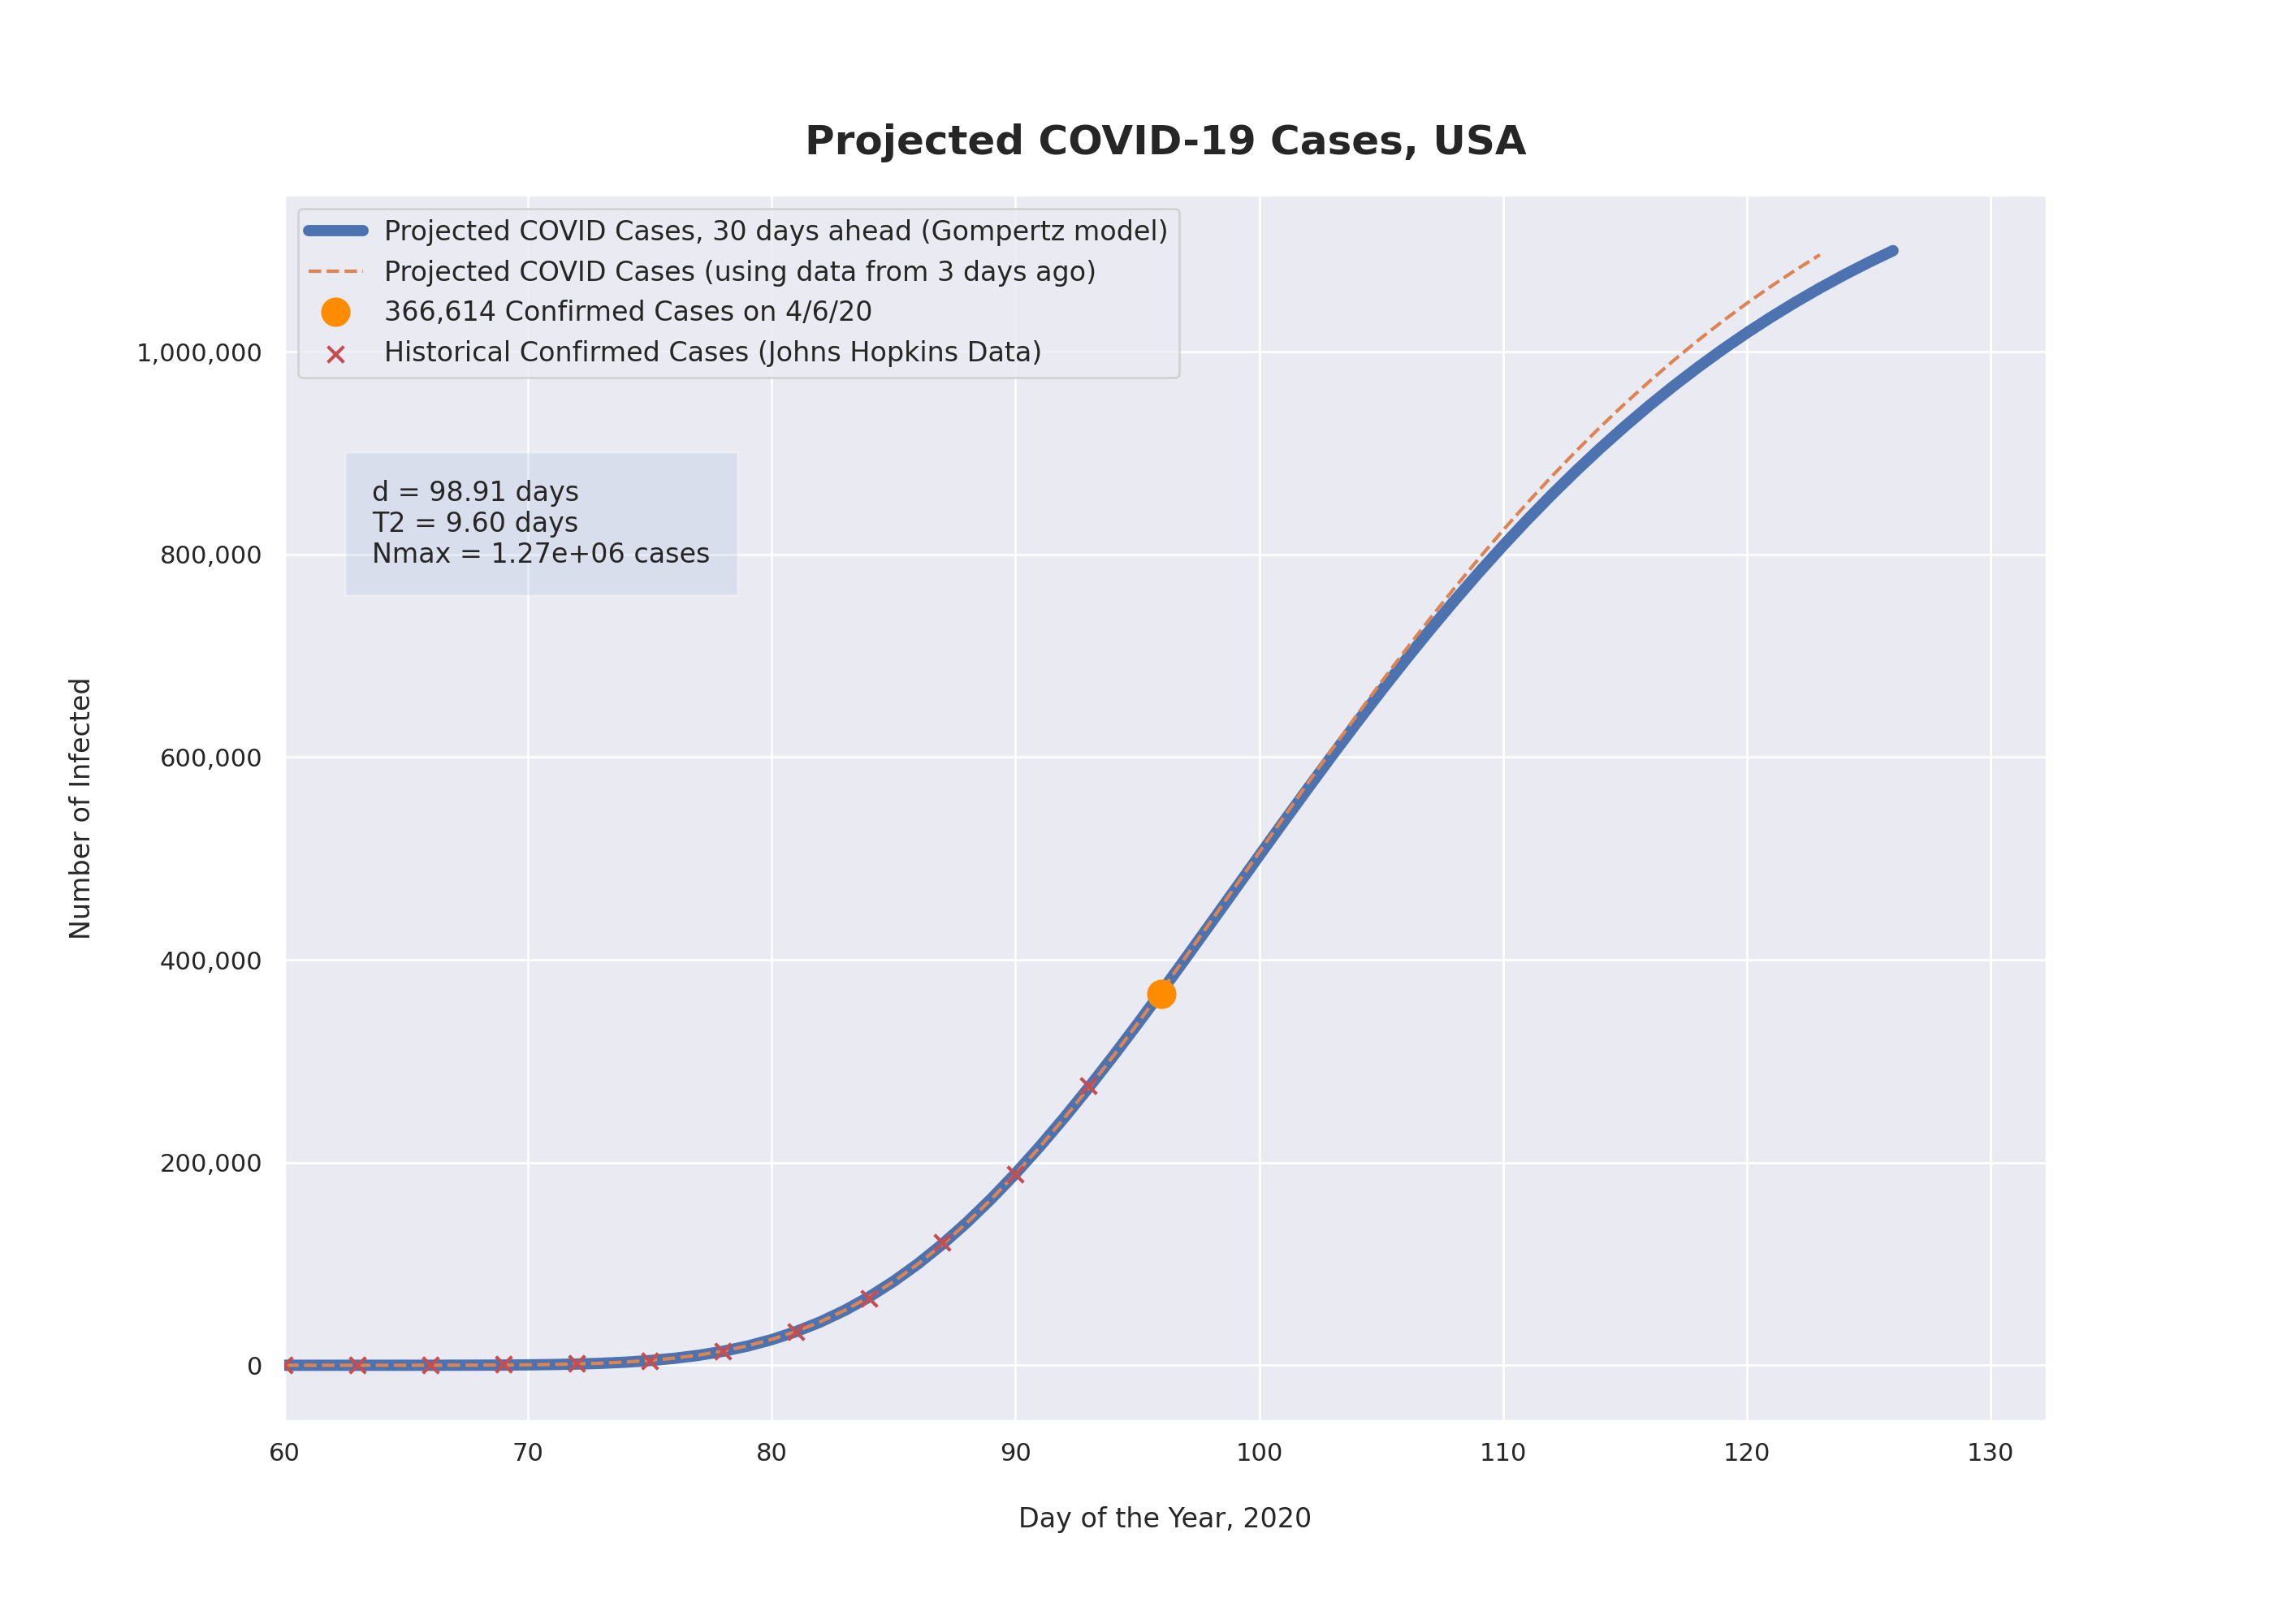 Projected COVID-19 Cases, USA
Projected COVID Cases, 30 days ahead (Gompertz model)
Projected COVID Cases (using data from 3 days ago)
366,614 Confirmed Cases on 4/6/20
Historical Confirmed Cases (Johns Hopkins Data)
d = 98.91 days
T2 = 9.60 days
Nmax = 1.27e+06 cases
Number of Infected
1,000,000
800,000
600,000
400,000
200,000
0
60 70 80 90 100 110 120 130
Day of the Year, 2020